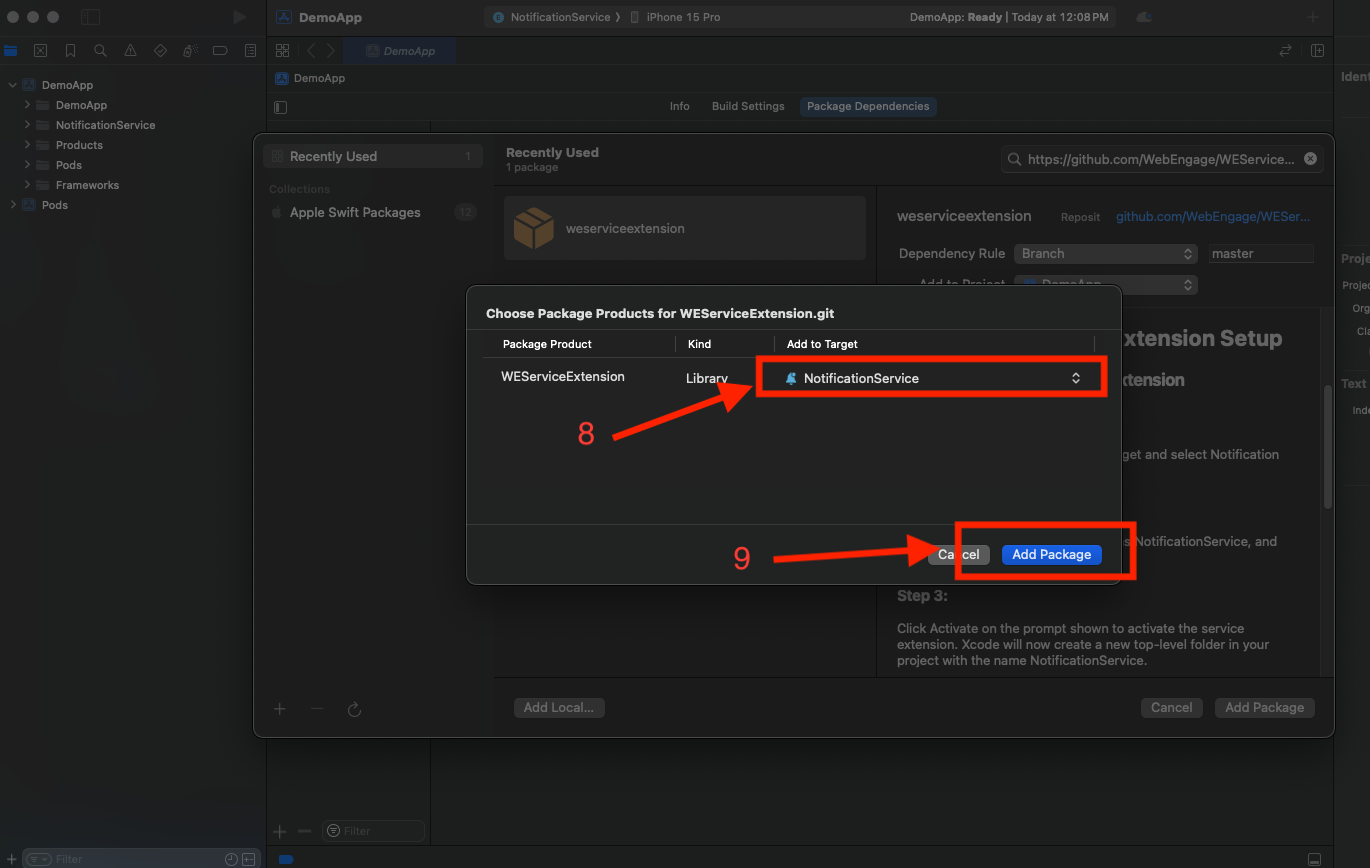 DemoApp
NotificationService
iPhone 15 Pro
DemoApp: Ready | Today at 12:08 PM
DemoApp
DemoApp
DemoApp
NotificationService
Products
Pods
Frameworks
Pods
DemoApp
Info
Build Settings
Package Dependencies
Ident
Recently Used
1
Collections
Apple Swift Packages
12
Recently Used
1 package
https://github.com/WebEngage/WEService...
weserviceextension
weserviceextension
Reposit
github.com/WebEngage/WESer...
Dependency Rule
Branch
master
Add to Project
DemoApp
Choose Package Products for WEServiceExtension.git
Package Product
Kind
Add to Target
WEServiceExtension
Library
NotificationService
8
9
Cancel
Add Package
xtension Setup
tension
get and select Notification
s NotificationService, and
Step 3:
Click Activate on the prompt shown to activate the service
extension. Xcode will now create a new top-level folder in your
project with the name NotificationService.
Add Local...
Cancel
Add Package
Proje
Projec
Org
Cla
Text
Inde
Filter
Filter